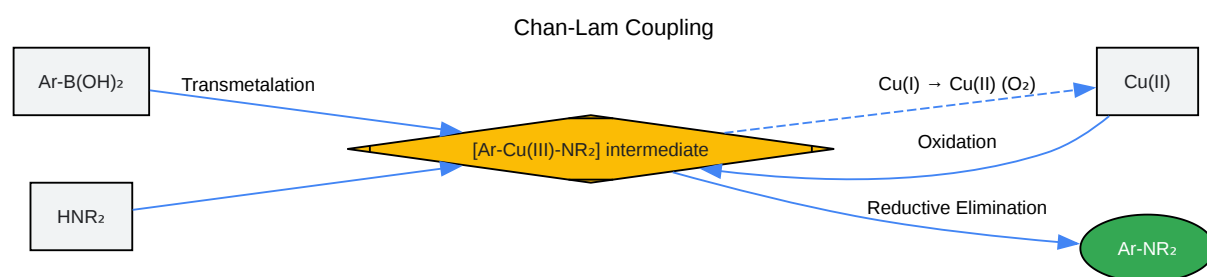 Chan-Lam Coupling
Ar-B(OH)₂
Transmetalation
Cu(I) → Cu(II) (O₂)
Cu(II)
[Ar-Cu(III)-NR₂] intermediate
Oxidation
HNR₂
Reductive Elimination
Ar-NR₂